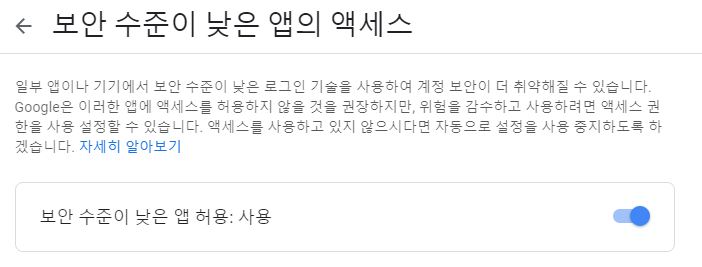 보안 수준이 낮은 앱의 액세스
일부 앱이나 기기에서 보안 수준이 낮은 로그인 기술을 사용하여 계정 보안이 더 취약해질 수 있습니다.
Google은 이러한 앱에 액세스를 허용하지 않을 것을 권장하지만, 위험을 감수하고 사용하려면 액세스 권
한을 사용 설정할 수 있습니다. 액세스를 사용하고 있지 않으시다면 자동으로 설정을 사용 중지하도록 하
겠습니다. 자세히 알아보기
보안 수준이 낮은 앱 허용: 사용